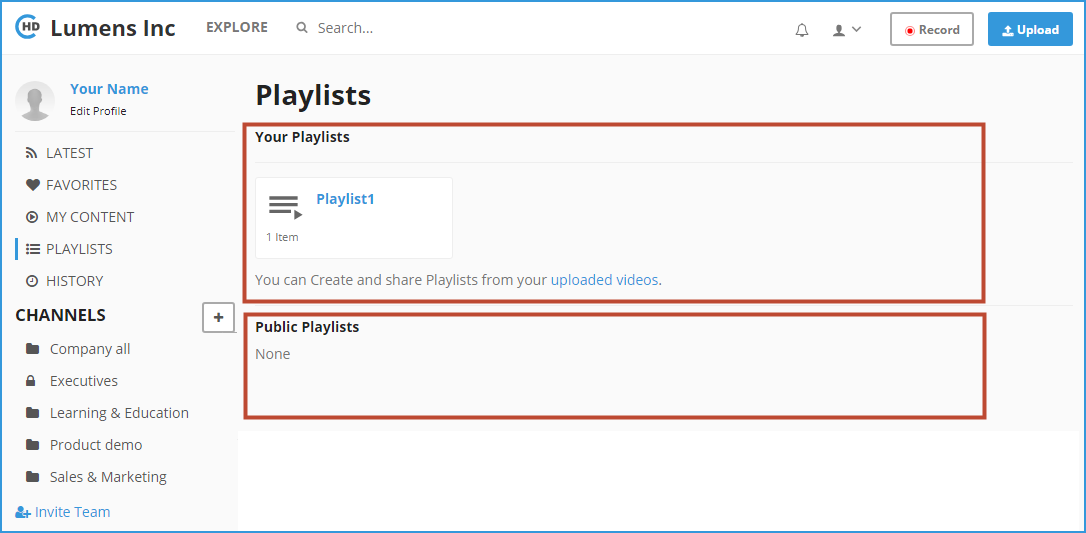 HD Lumens Inc EXPLORE Search... Record Upload
Your Name
Edit Profile
LATEST
FAVORITES
MY CONTENT
PLAYLISTS
HISTORY
CHANNELS +
Company all
Executives
Learning & Education
Product demo
Sales & Marketing
Invite Team
Playlists
Your Playlists
Playlist1
1 Item
You can Create and share Playlists from your uploaded videos.
Public Playlists
None